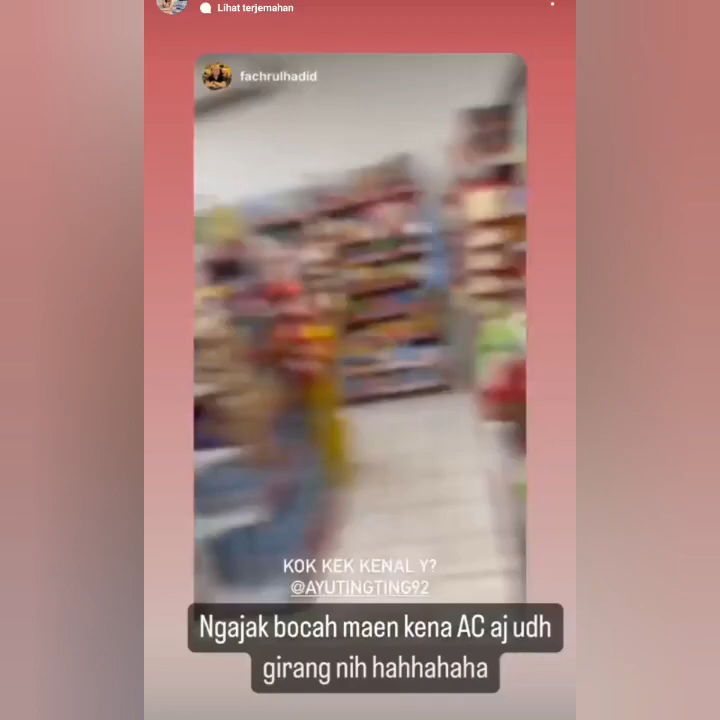 Lihat terjemahan
fachrulhadid
KOK KEK KENAL Y?
@AYUTINGTING92
Ngajak bocah maen kena AC aj udh
girang nih hahhahaha